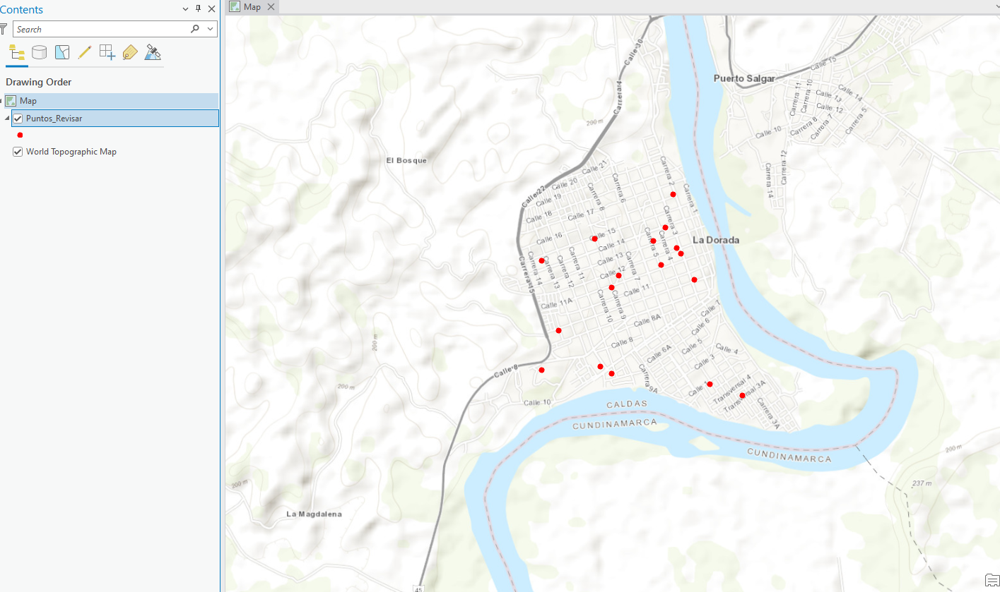 Contents
Map
Search
Drawing Order
Map
Puntos_Revisar
World Topographic Map
Calle 30
Carrera 4
Puerto Salgar
Calle 15
Carrera 11
Carrera 10
Calle 14
Calle 13
Calle 12
Carrera 5
Carrera 7
Carrera 8
Calle 10
Carrera 12
Carrera 14
200 m
El Bosque
Calle 21
Calle 20
Calle 22
Calle 19
Calle 18
Calle 17
Calle 16
Carrera 8
Carrera 6
Carrera 2
Carrera 1
Carrera 3
Carrera 4
Carrera 5
La Dorada
Calle 15
Calle 14
Calle 13
Calle 12
Calle 11
Carrera 7
Carrera 11
Carrera 12
Carrera 13
Carrera 14
Carrera 15
Carrera 10
Carrera 9
Calle 11A
Calle 8A
Calle 8
Calle 7
Calle 6
Calle 5
Calle 6A
Calle 4
Calle 3
Carrera 9A
Calle
Transversal 4
Transversal 3A
Carrera 3A
Calle 8
Calle 10
200 m
200 m
CALDAS
CUNDINAMARCA
CUNDINAMARCA
200 m
237 m
200 m
La Magdalena
45